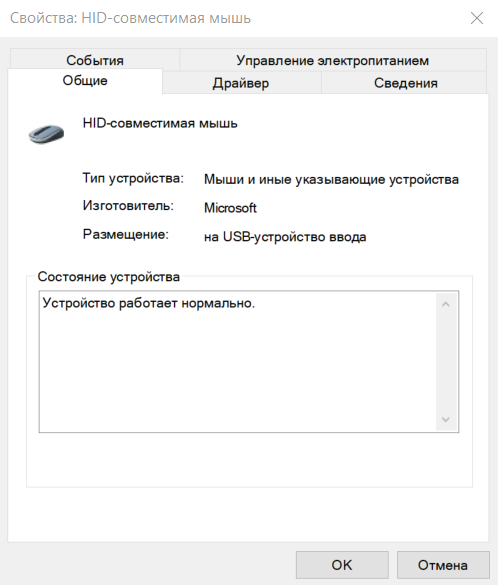 Свойства: HID-совместимая мышь
События
Управление электропитанием
Общие
Драйвер
Сведения
HID-совместимая мышь
Тип устройства: Мыши и иные указывающие устройства
Изготовитель: Microsoft
Размещение: на USB-устройство ввода
Состояние устройства
Устройство работает нормально.
OK
Отмена